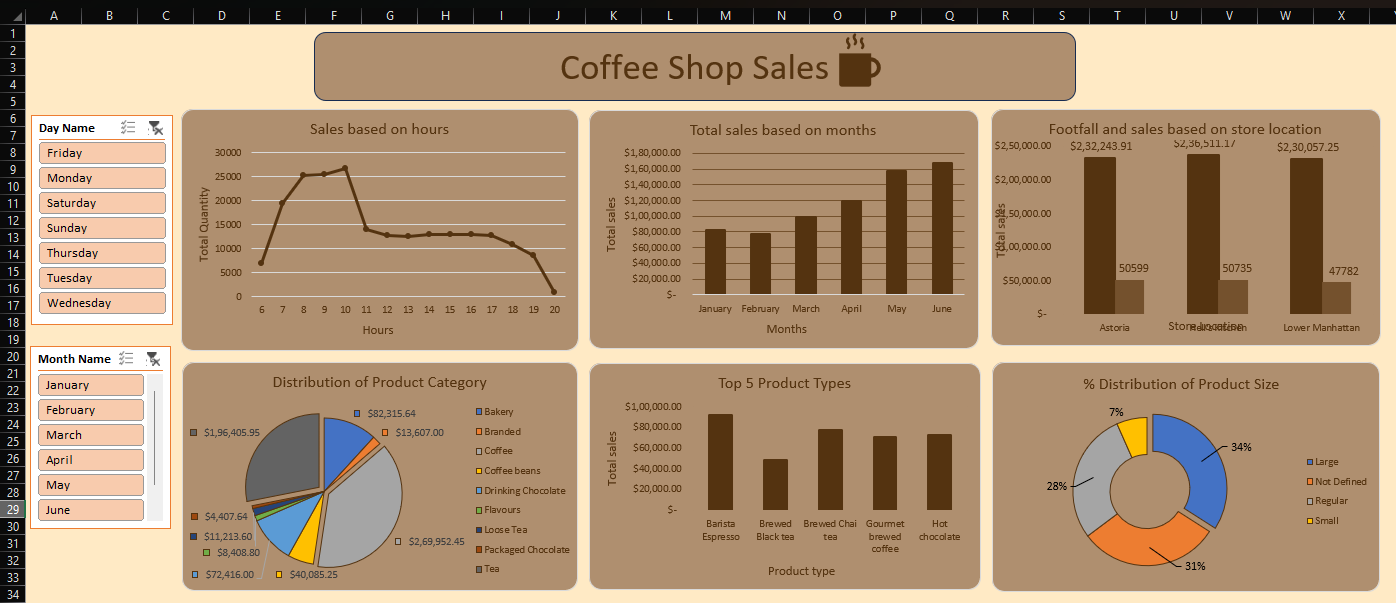 A B C D E F G H I J K L M N O P Q R S T U V W X
1
2
3
4
5
6
7
8
9
10
11
12
13
14
15
16
17
18
19
20
21
22
23
24
25
26
27
28
29
30
31
32
33
34
Coffee Shop Sales
Day Name
Friday
Monday
Saturday
Sunday
Thursday
Tuesday
Wednesday
Month Name
January
February
March
April
May
June
Sales based on hours
Total Quantity
30000
25000
20000
15000
10000
5000
0
6 7 8 9 10 11 12 13 14 15 16 17 18 19 20
Hours
Total sales based on months
Total sales
$1,80,000.00
$1,60,000.00
$1,40,000.00
$1,20,000.00
$1,00,000.00
$80,000.00
$60,000.00
$40,000.00
$20,000.00
$-
January February March April May June
Months
Footfall and sales based on store location
Total sales
$2,50,000.00
$2,00,000.00
$1,50,000.00
$1,00,000.00
$50,000.00
$-
$2,32,243.91 $2,36,511.17 $2,30,057.25
50599 50735 47782
Astoria Hell's Kitchen Lower Manhattan
Store Location
Distribution of Product Category
$82,315.64
$13,607.00
$2,69,952.45
$40,085.25
$72,416.00
$8,408.80
$11,213.60
$4,407.64
$1,96,405.95
Bakery
Branded
Coffee
Coffee beans
Drinking Chocolate
Flavours
Loose Tea
Packaged Chocolate
Tea
Top 5 Product Types
Total sales
$1,00,000.00
$80,000.00
$60,000.00
$40,000.00
$20,000.00
$-
Barista Brewed Brewed Chai Gourmet Hot
Espresso Black tea tea brewed chocolate
coffee
Product type
% Distribution of Product Size
7%
34%
28%
31%
Large
Not Defined
Regular
Small